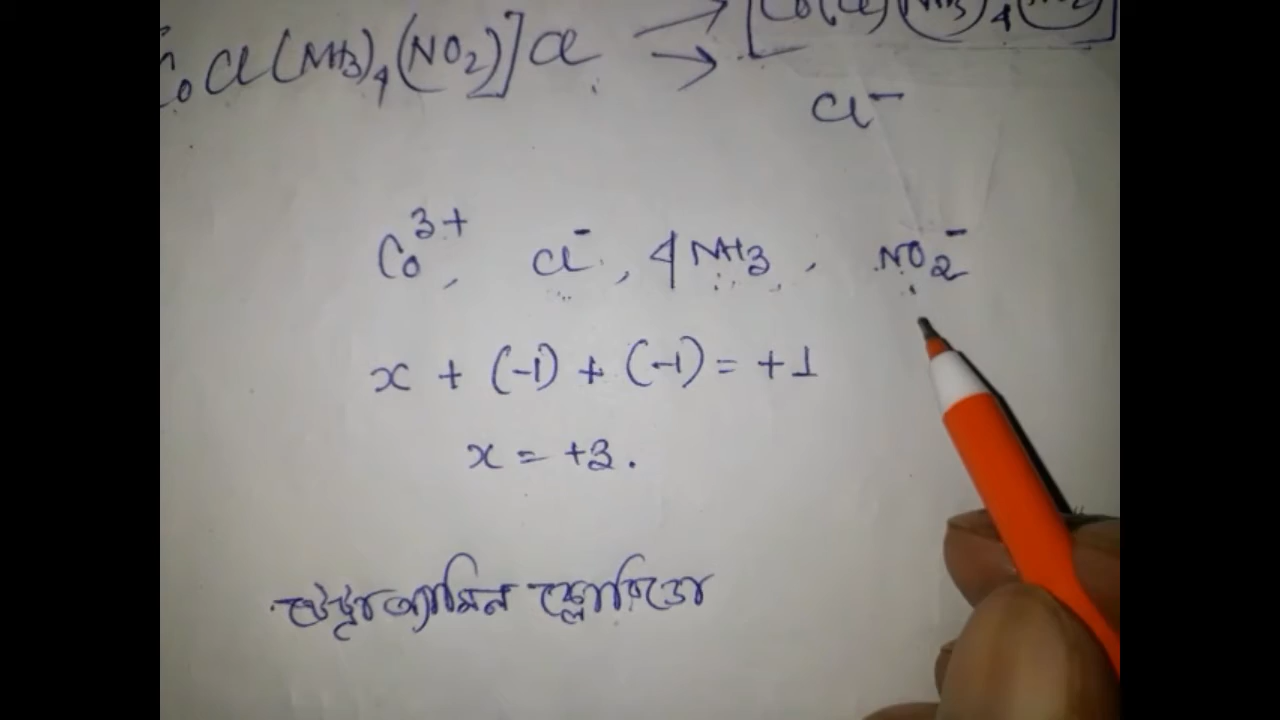 CoCl(NH3)4(NO2)]Cl → [Co(Cl)(NH3)4(NO2)]
→ Cl⁻
Co³⁺, Cl⁻, 4NH3, NO2⁻
x + (-1) + (-1) = +1
x = +3.
টেট্রাঅ্যামিন ক্লোরিডো